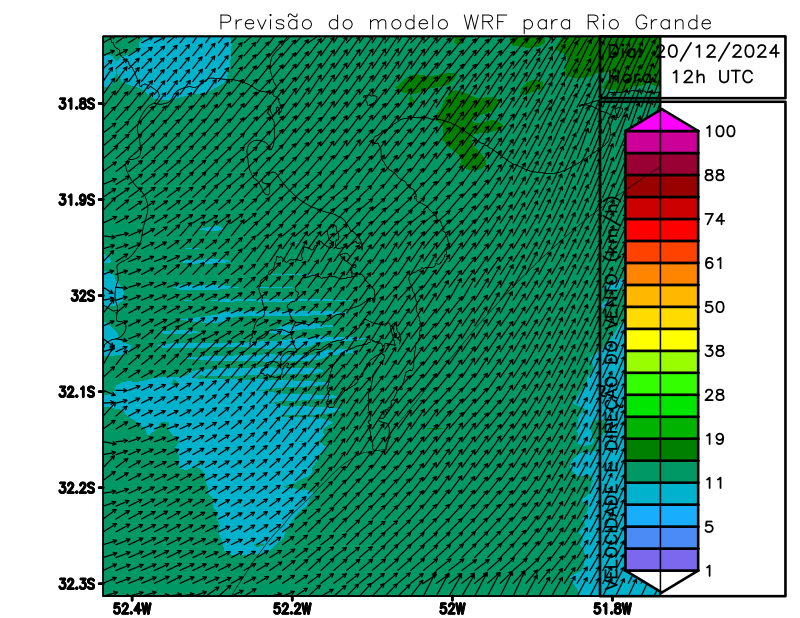 Previsão do modelo WRF para Rio Grande
Dia: 20/12/2024
Hora: 12h UTC
31.8S
31.9S
32S
32.1S
32.2S
32.3S
52.4W
52.2W
52W
51.8W
VELOCIDADE E DIREÇÃO DO VENTO (km/h)
100
88
74
61
50
38
28
19
11
5
1